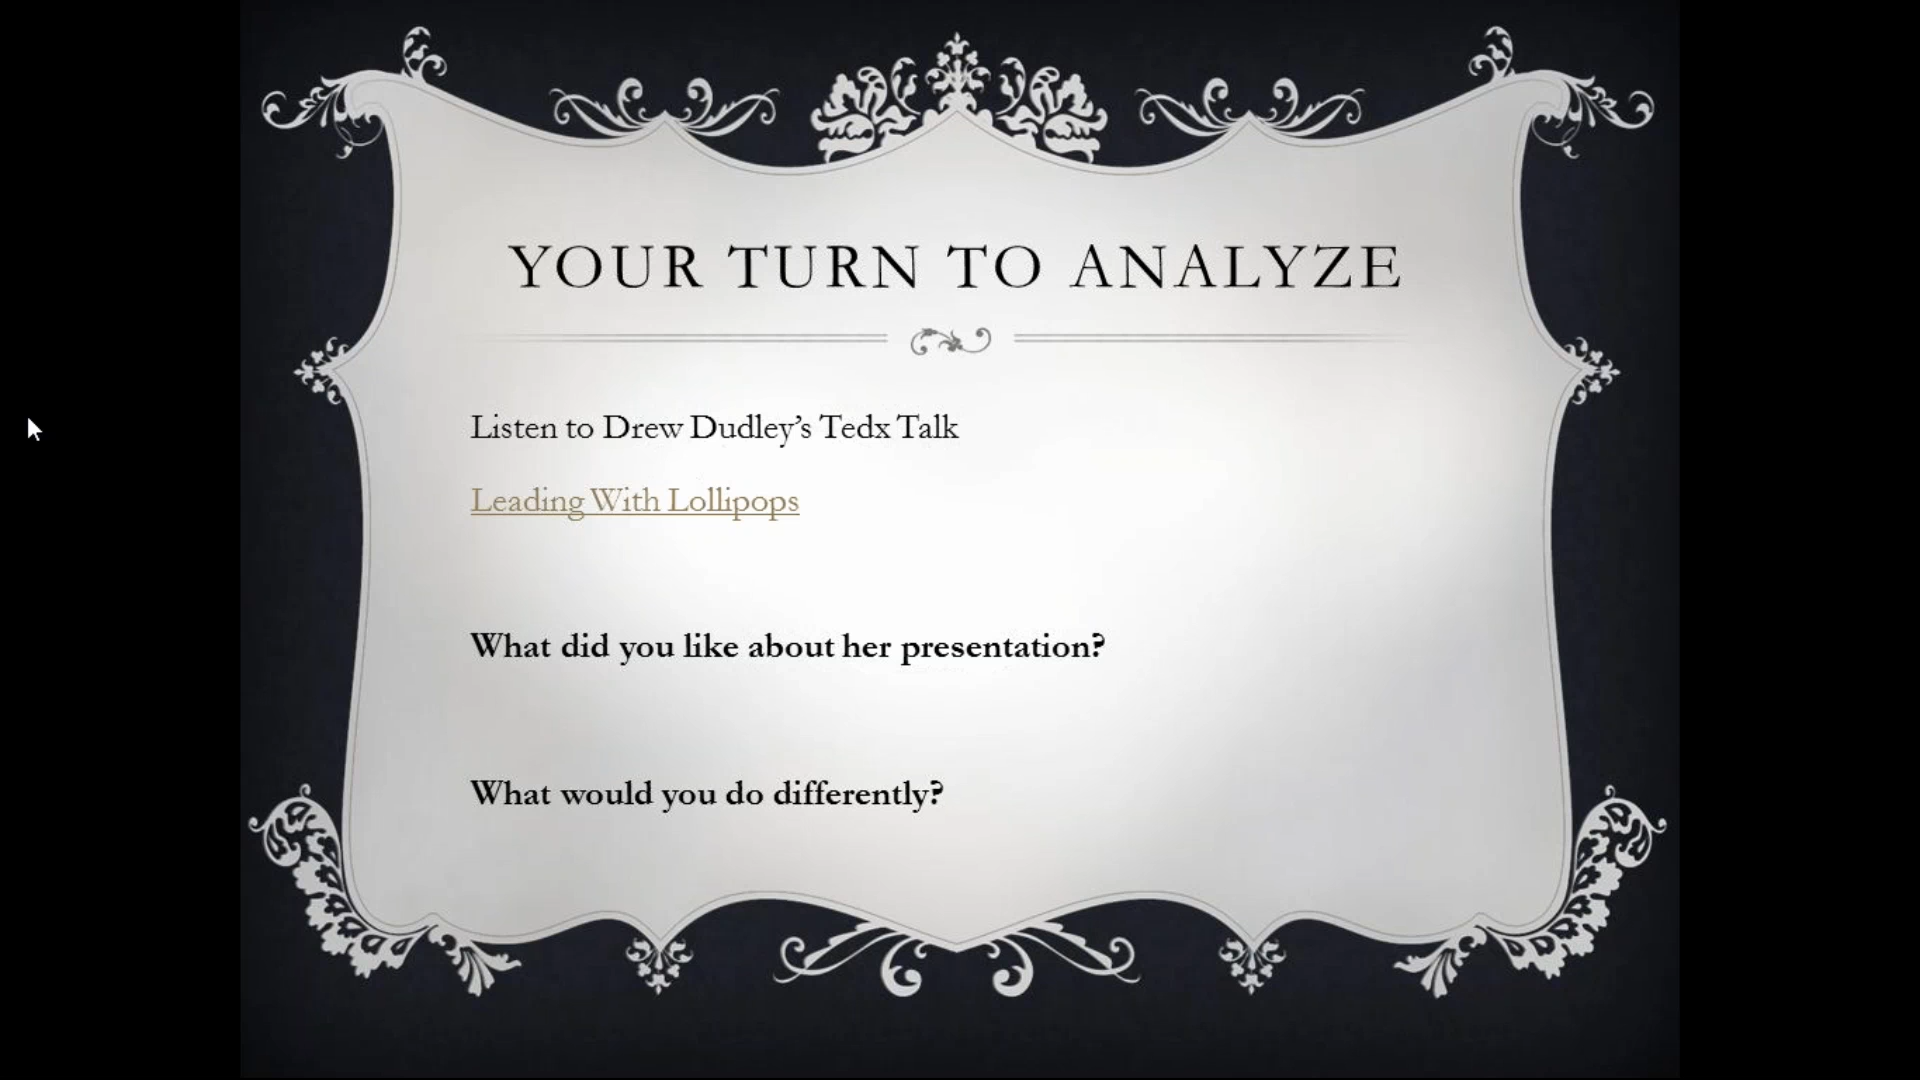 YOUR TURN TO ANALYZE
Listen to Drew Dudley’s Tedx Talk
Leading With Lollipops
What did you like about her presentation?
What would you do differently?